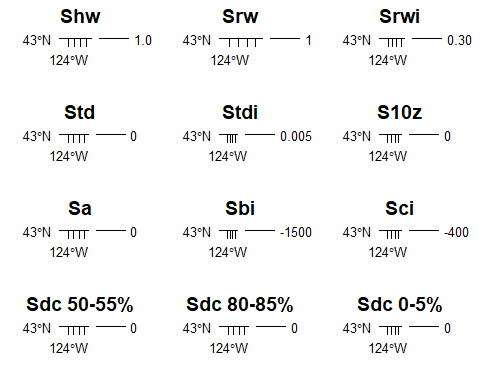 Shw Srw Srwi
43°N 1.0 43°N 1 43°N 0.30
124°W 124°W 124°W
Std Stdi S10z
43°N 0 43°N 0.005 43°N 0
124°W 124°W 124°W
Sa Sbi Sci
43°N 0 43°N -1500 43°N -400
124°W 124°W 124°W
Sdc 50-55% Sdc 80-85% Sdc 0-5%
43°N 0 43°N 0 43°N 0
124°W 124°W 124°W